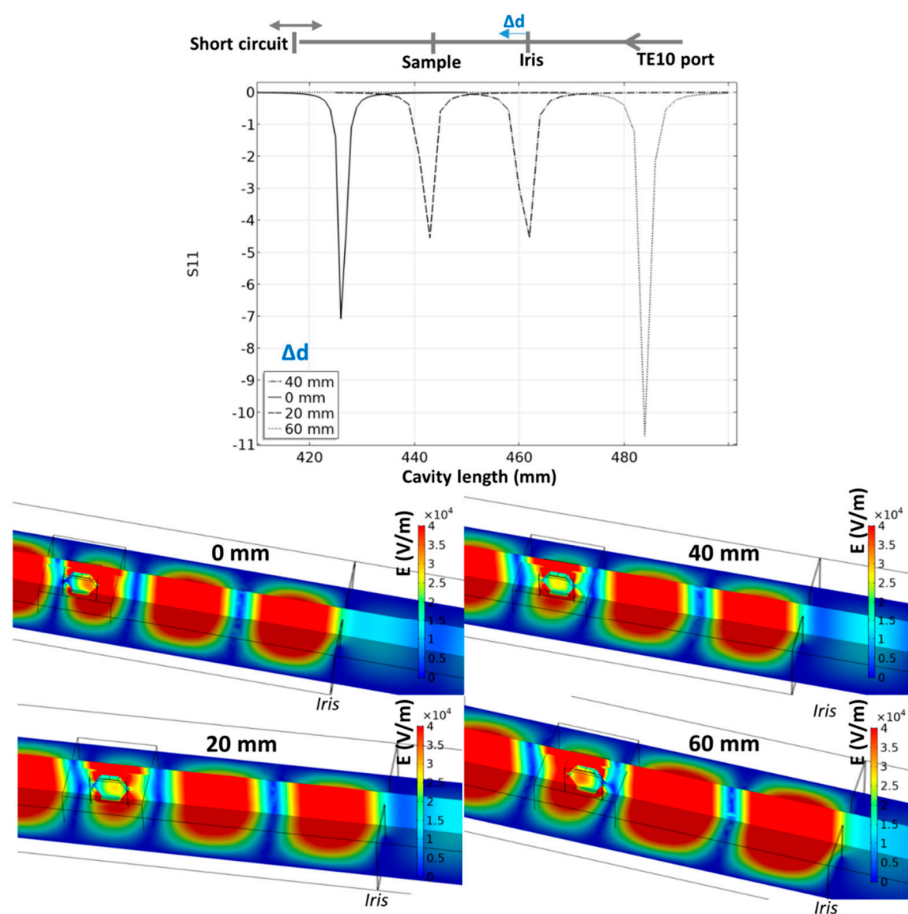 Δd
Short circuit
Sample
Iris
TE10 port
0
-1
-2
-3
-4
-5
-6
-7
-8
-9
-10
-11
S11
Δd
40 mm
0 mm
20 mm
60 mm
420
440
460
480
Cavity length (mm)
0 mm
E (V/m)
×10⁴
4
3.5
3
2.5
2
1.5
1
0.5
0
Iris
40 mm
E (V/m)
×10⁴
4
3.5
3
2.5
2
1.5
1
0.5
0
Iris
20 mm
E (V/m)
×10⁴
4
3.5
3
2.5
2
1.5
1
0.5
0
Iris
60 mm
E (V/m)
×10⁴
4
3.5
3
2.5
2
1.5
1
0.5
0
Iris